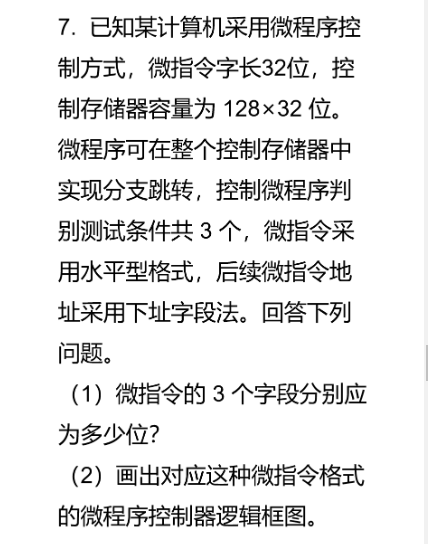 7. 已知某计算机采用微程序控
制方式，微指令字长32位，控
制存储器容量为 128×32 位。
微程序可在整个控制存储器中
实现分支跳转，控制微程序判
别测试条件共 3 个，微指令采
用水平型格式，后续微指令地
址采用下址字段法。回答下列
问题。
（1）微指令的 3 个字段分别应
为多少位？
（2）画出对应这种微指令格式
的微程序控制器逻辑框图。